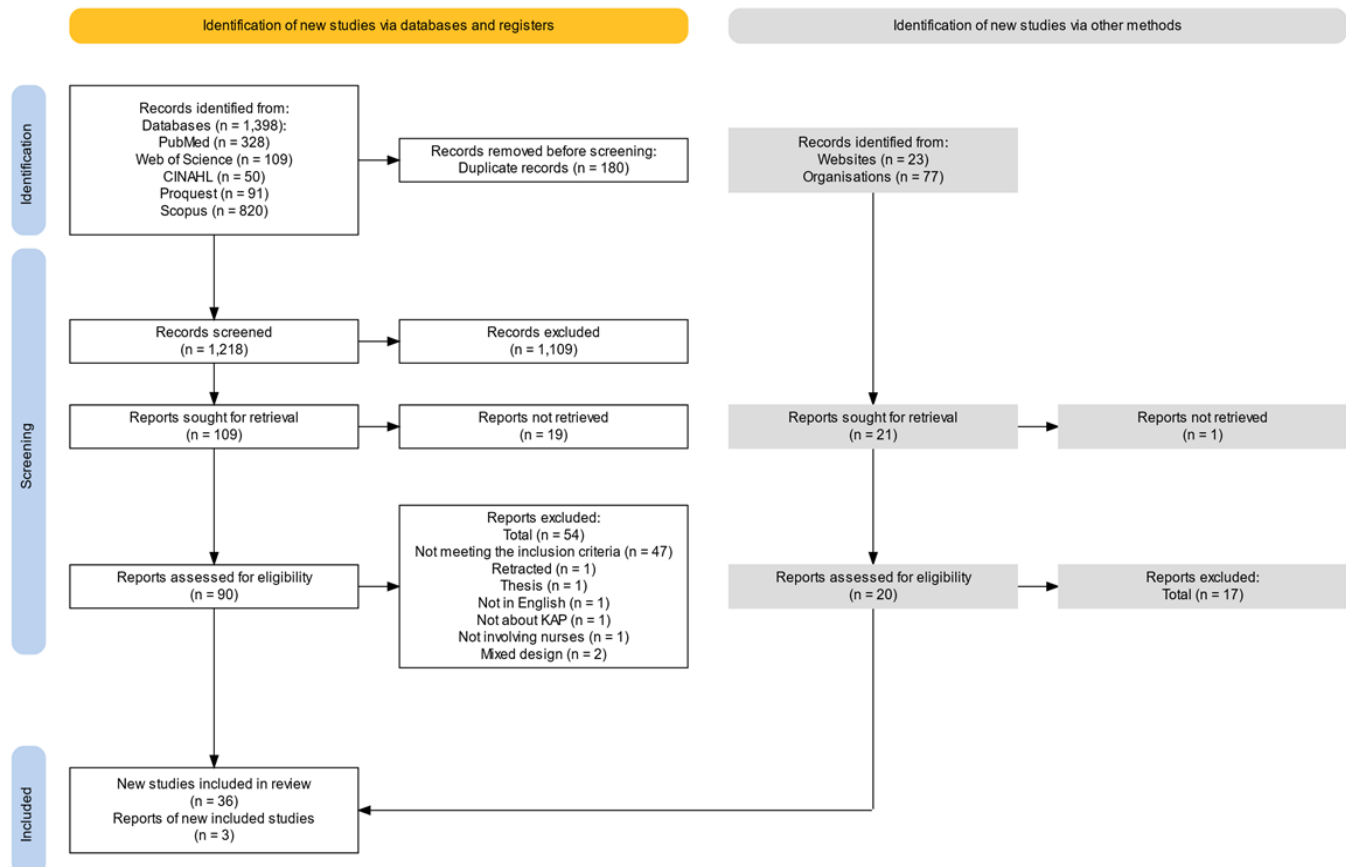 Identification of new studies via databases and registers
Identification of new studies via other methods
Identification
Records identified from:
Databases (n = 1,398):
PubMed (n = 328)
Web of Science (n = 109)
CINAHL (n = 50)
Proquest (n = 91)
Scopus (n = 820)
Records removed before screening:
Duplicate records (n = 180)
Records identified from:
Websites (n = 23)
Organisations (n = 77)
Screening
Records screened
(n = 1,218)
Records excluded
(n = 1,109)
Reports sought for retrieval
(n = 109)
Reports not retrieved
(n = 19)
Reports sought for retrieval
(n = 21)
Reports not retrieved
(n = 1)
Reports assessed for eligibility
(n = 90)
Reports excluded:
Total (n = 54)
Not meeting the inclusion criteria (n = 47)
Retracted (n = 1)
Thesis (n = 1)
Not in English (n = 1)
Not about KAP (n = 1)
Not involving nurses (n = 1)
Mixed design (n = 2)
Reports assessed for eligibility
(n = 20)
Reports excluded:
Total (n = 17)
Included
New studies included in review
(n = 36)
Reports of new included studies
(n = 3)